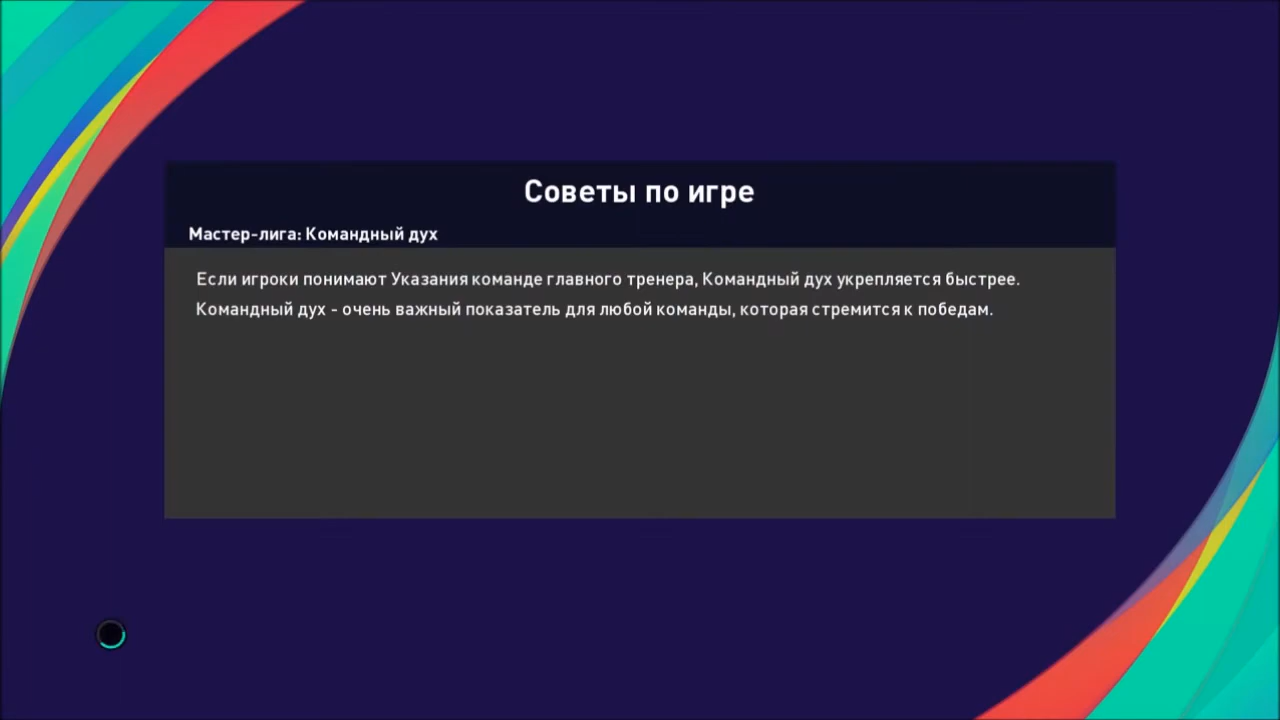 Советы по игре
Мастер-лига: Командный дух
Если игроки понимают Указания команде главного тренера, Командный дух укрепляется быстрее.
Командный дух - очень важный показатель для любой команды, которая стремится к победам.